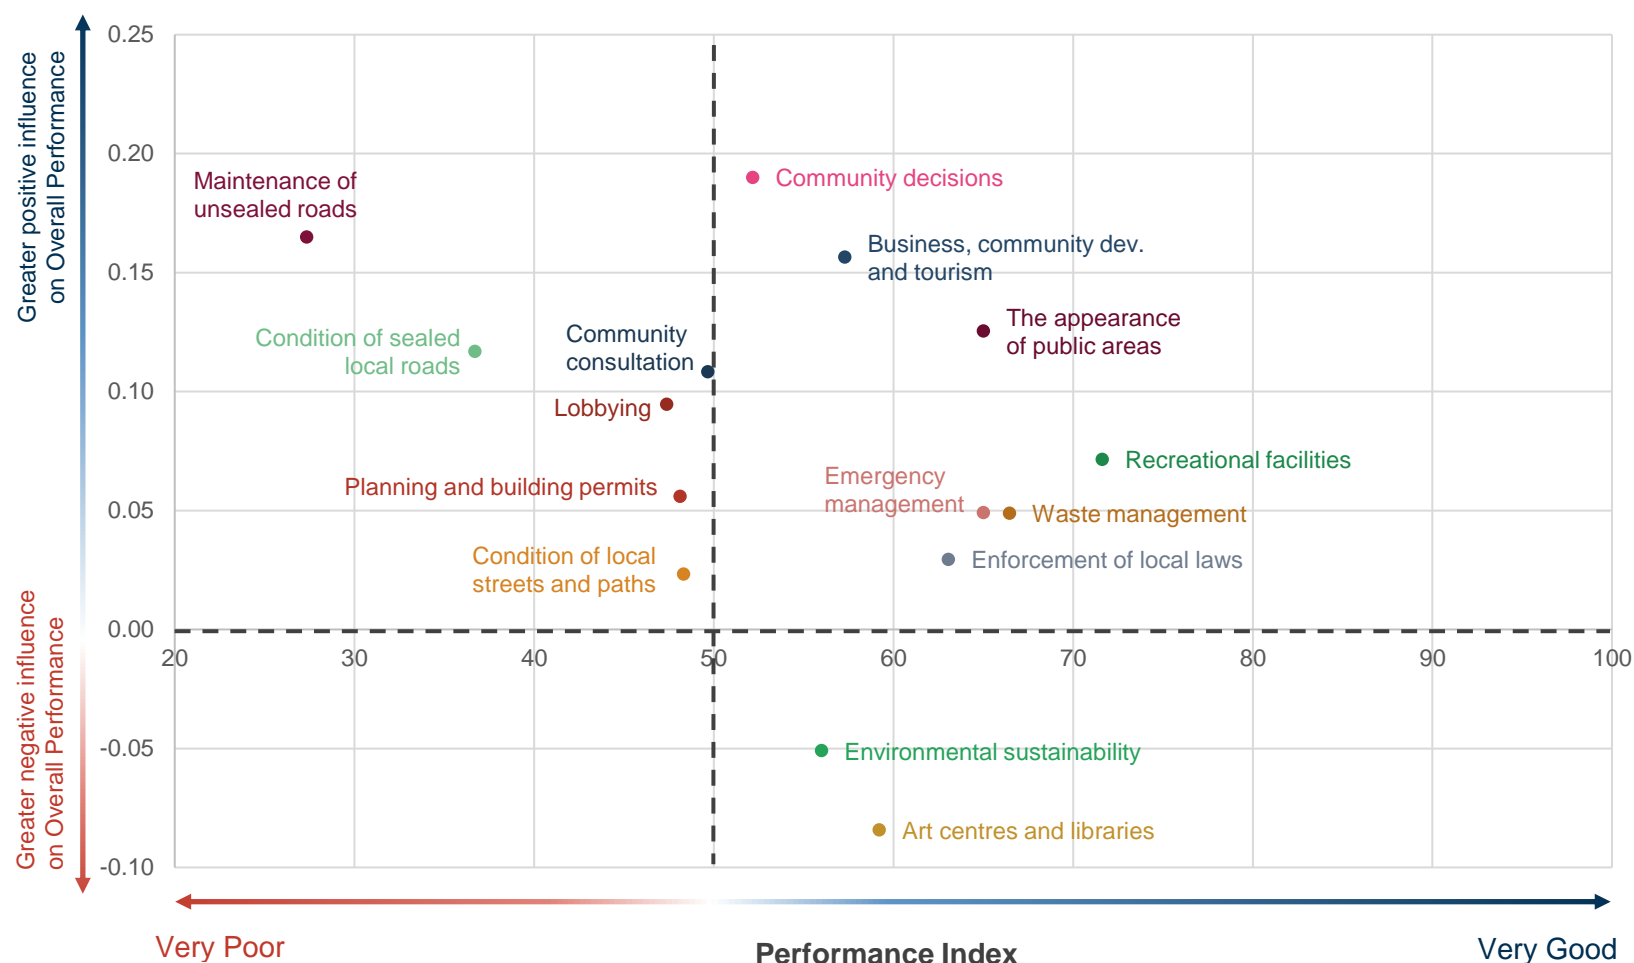 Greater positive influence
on Overall Performance
Greater negative influence
on Overall Performance
0.25
0.20
0.15
0.10
0.05
0.00
-0.05
-0.10
Maintenance of
unsealed roads
Community decisions
Business, community dev.
and tourism
The appearance
of public areas
Condition of sealed
local roads
Community
consultation
Lobbying
Recreational facilities
Planning and building permits
Emergency
management
Waste management
Condition of local
streets and paths
Enforcement of local laws
20 30 40 50 60 70 80 90 100
Environmental sustainability
Art centres and libraries
Very Poor
Performance Index
Very Good